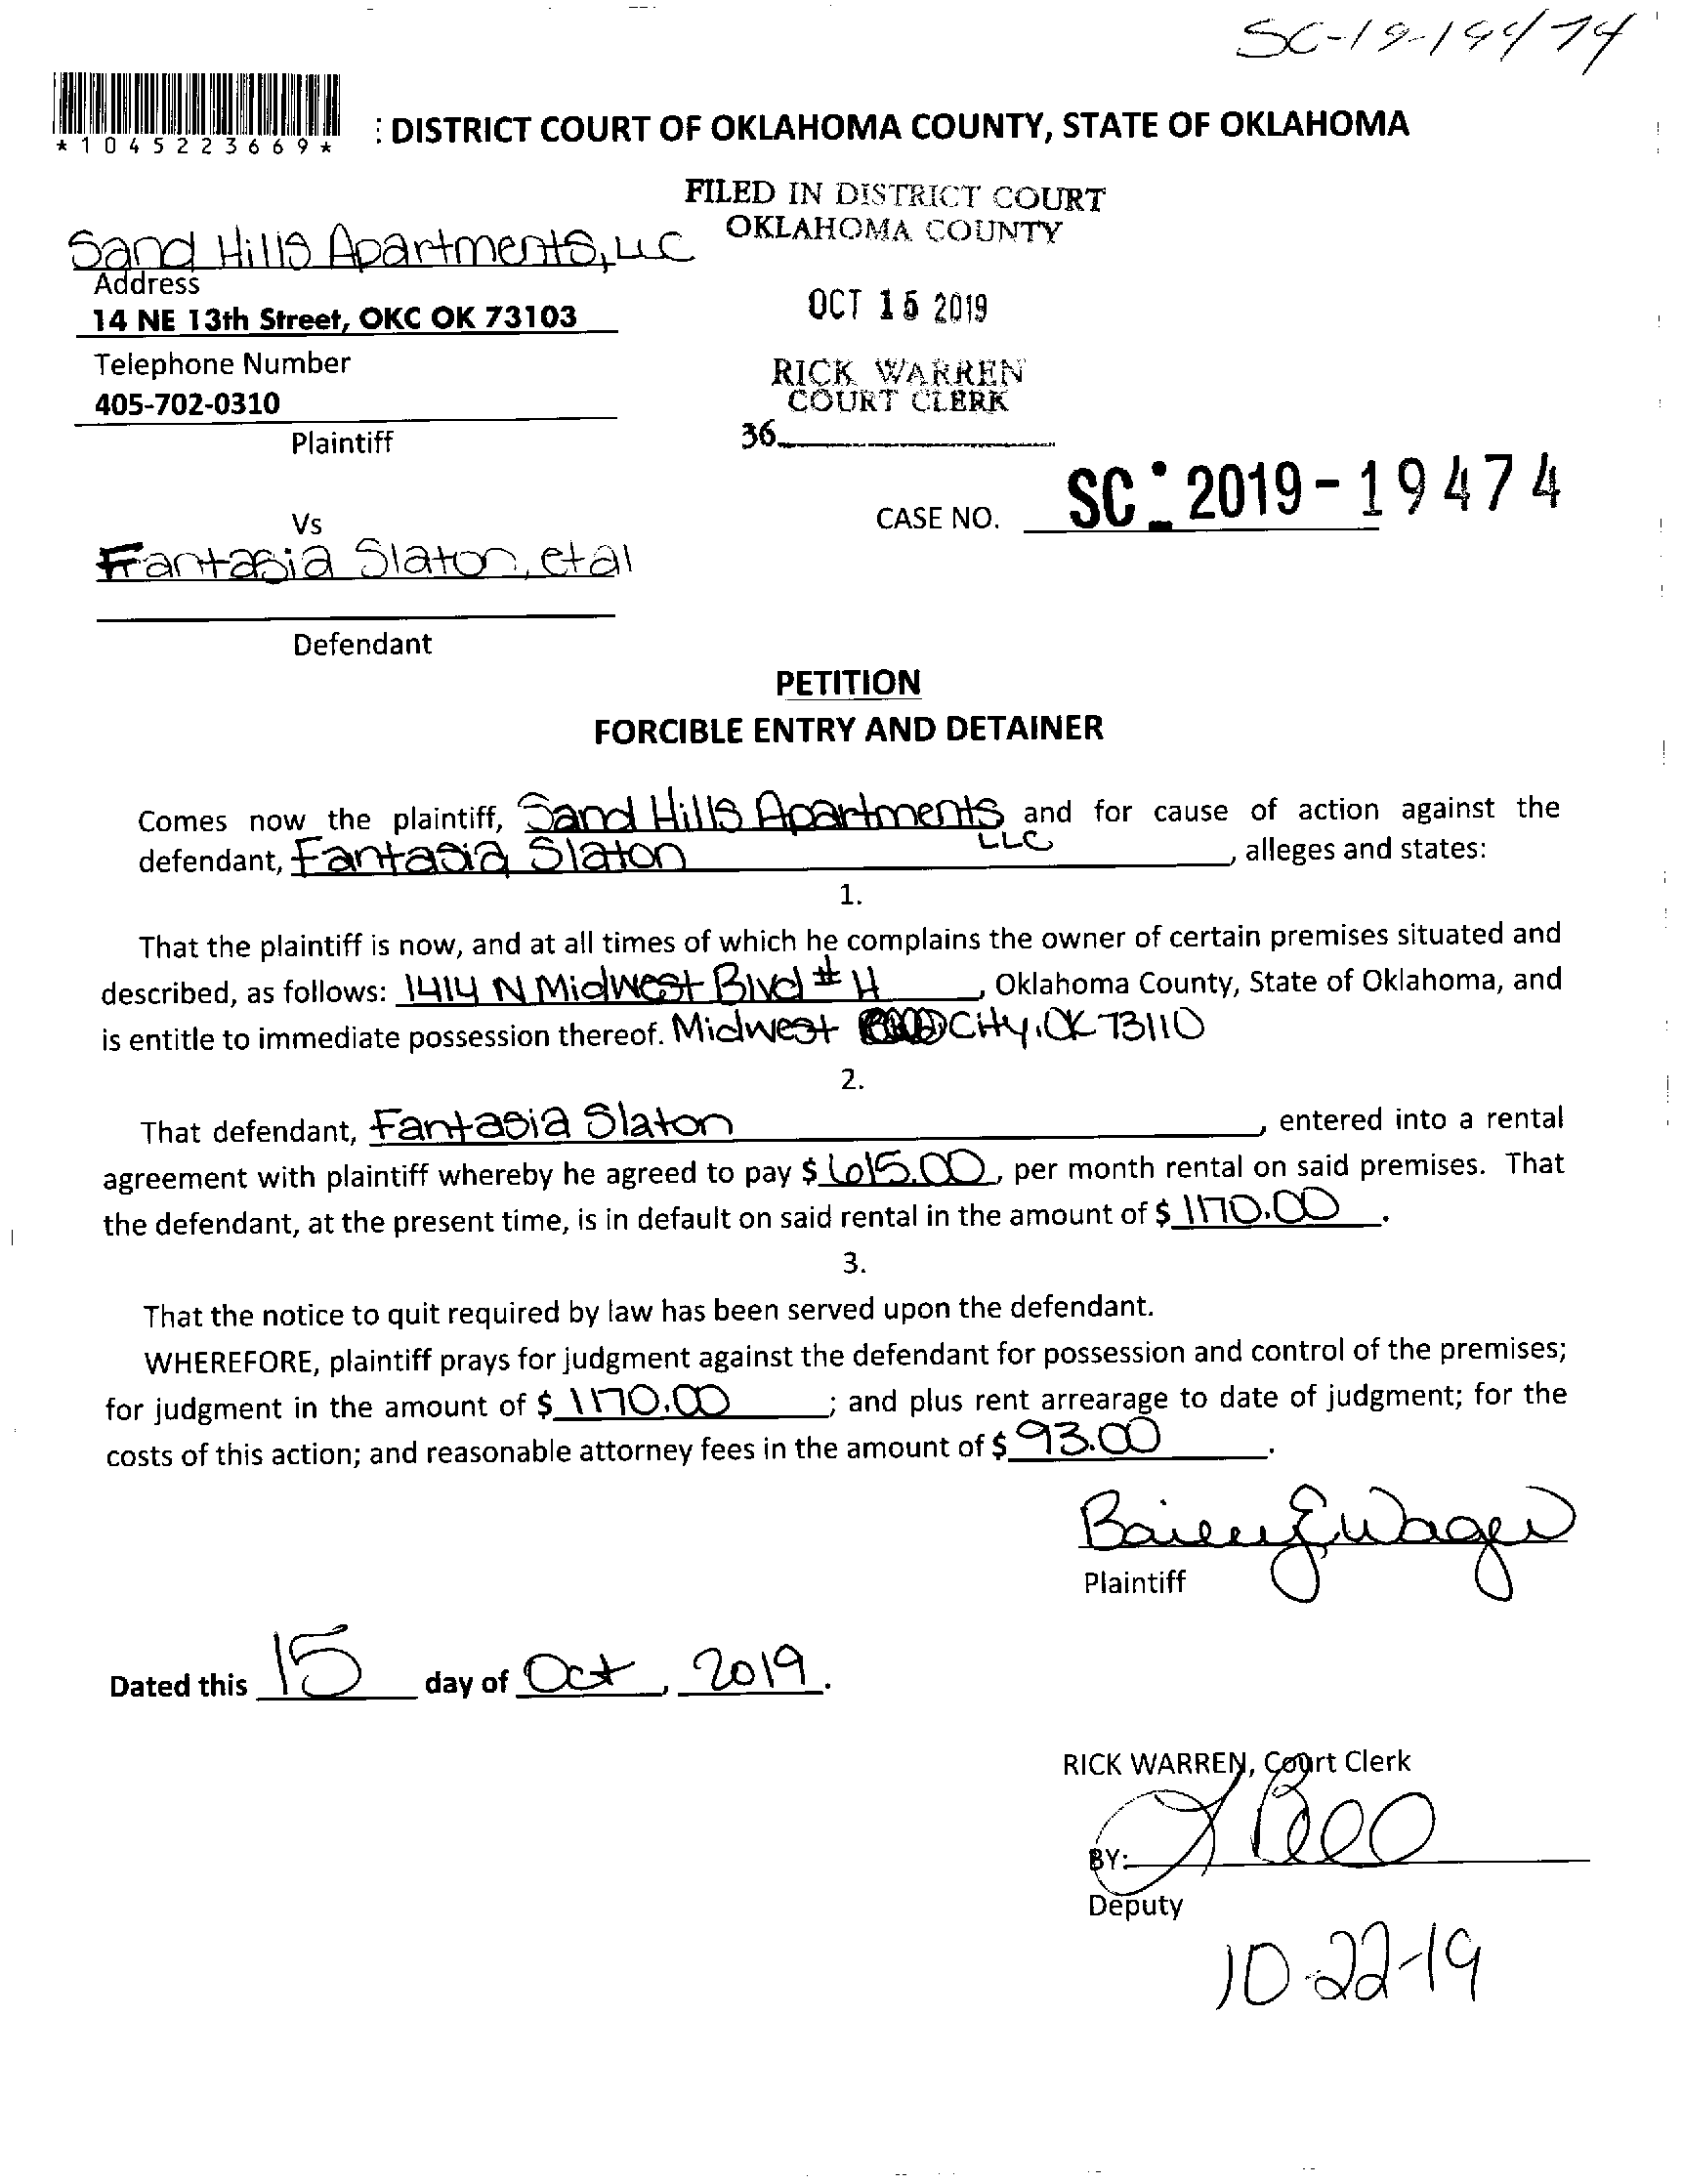 SC-19-19474
*1045223669*
: DISTRICT COURT OF OKLAHOMA COUNTY, STATE OF OKLAHOMA
FILED IN DISTRICT COURT
OKLAHOMA COUNTY
Sand Hills Apartments, LLC
Address
14 NE 13th Street, OKC OK 73103
OCT 15 2019
Telephone Number
405-702-0310
RICK WARREN
COURT CLERK
Plaintiff
36
CASE NO. SC - 2019 - 19474
Vs
Fantasia Slaton, etal
Defendant
PETITION
FORCIBLE ENTRY AND DETAINER
Comes now the plaintiff, Sand Hills Apartments LLC and for cause of action against the
defendant, Fantasia Slaton, alleges and states:
1.
That the plaintiff is now, and at all times of which he complains the owner of certain premises situated and
described, as follows: 1414 N Midwest Blvd # H, Oklahoma County, State of Oklahoma, and
is entitle to immediate possession thereof. Midwest City, OK 73110
2.
That defendant, Fantasia Slaton, entered into a rental
agreement with plaintiff whereby he agreed to pay $ 615.00, per month rental on said premises. That
the defendant, at the present time, is in default on said rental in the amount of $ 1170.00.
3.
That the notice to quit required by law has been served upon the defendant.
WHEREFORE, plaintiff prays for judgment against the defendant for possession and control of the premises;
for judgment in the amount of $ 1170.00; and plus rent arrearage to date of judgment; for the
costs of this action; and reasonable attorney fees in the amount of $ 93.00.
Plaintiff
Dated this 15 day of Oct, 2019.
RICK WARREN, Court Clerk
BY:
Deputy
10-22-19